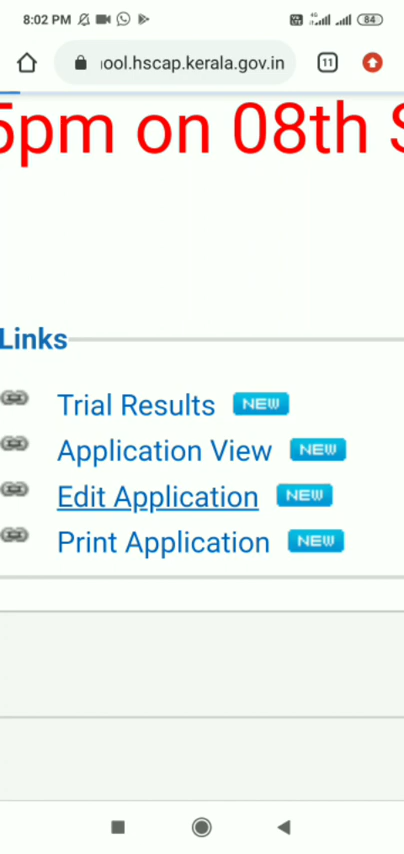 8:02 PM 4G 84
ool.hscap.kerala.gov.in 11
5pm on 08th S
Links
Trial Results NEW
Application View NEW
Edit Application NEW
Print Application NEW